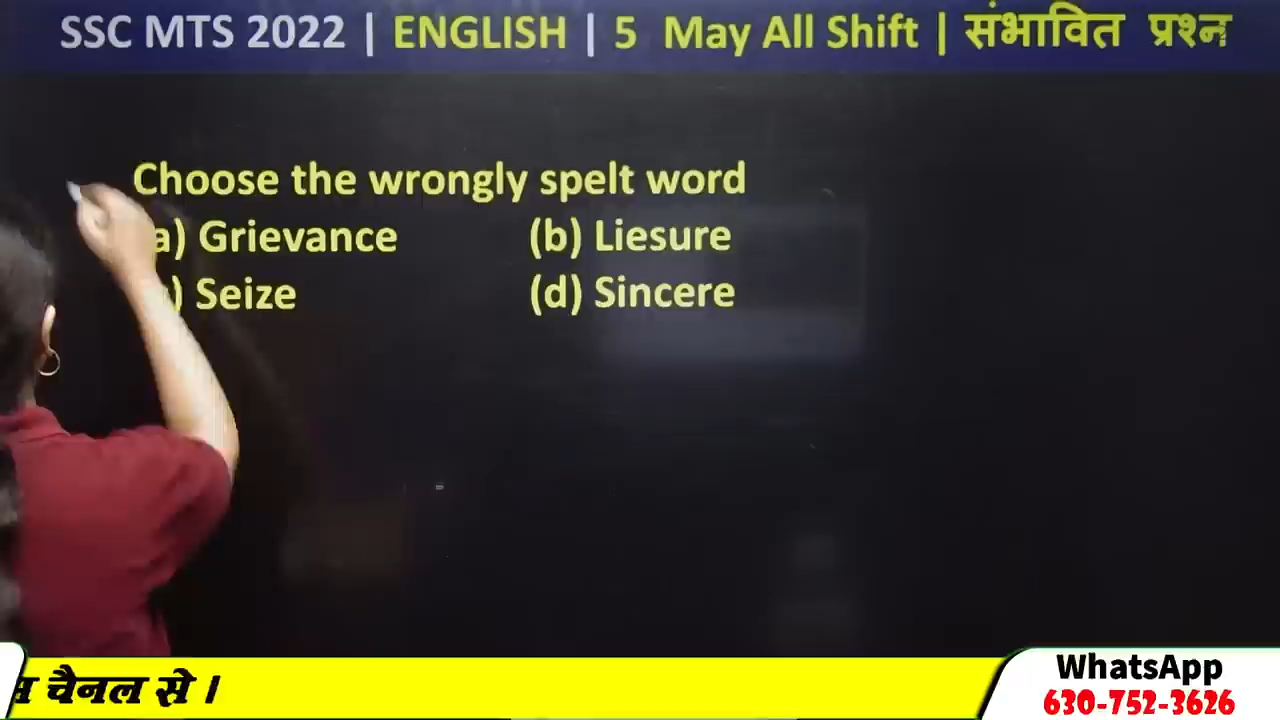 SSC MTS 2022 | ENGLISH | 5 May All Shift | संभावित प्रश्न
Choose the wrongly spelt word
a) Grievance (b) Liesure
) Seize (d) Sincere
चैनल से ।
WhatsApp
630-752-3626